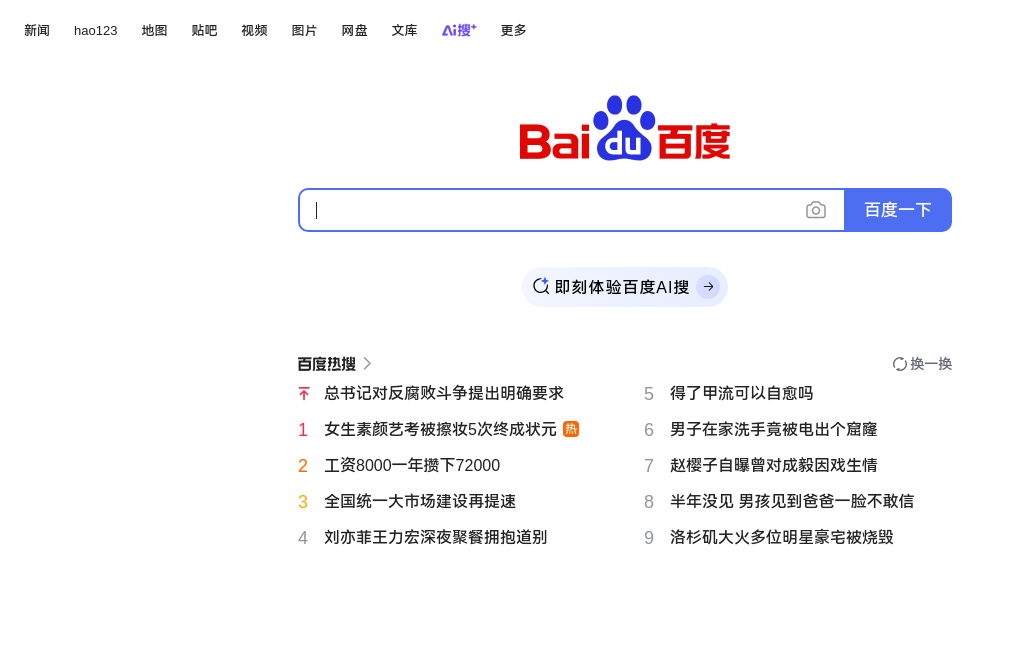 新闻 hao123 地图 贴吧 视频 图片 网盘 文库 Ai搜 更多
Bai du 百度
百度一下
即刻体验百度AI搜
百度热搜
换一换
总书记对反腐败斗争提出明确要求
1 女生素颜艺考被擦妆5次终成状元 热
2 工资8000一年攒下72000
3 全国统一大市场建设再提速
4 刘亦菲王力宏深夜聚餐拥抱道别
5 得了甲流可以自愈吗
6 男子在家洗手竟被电出个窟窿
7 赵樱子自曝曾对成毅因戏生情
8 半年没见 男孩见到爸爸一脸不敢信
9 洛杉矶大火多位明星豪宅被烧毁